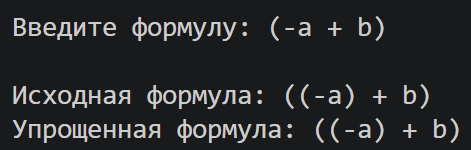 Введите формулу: (-a + b)
Исходная формула: ((-a) + b)
Упрощенная формула: ((-a) + b)